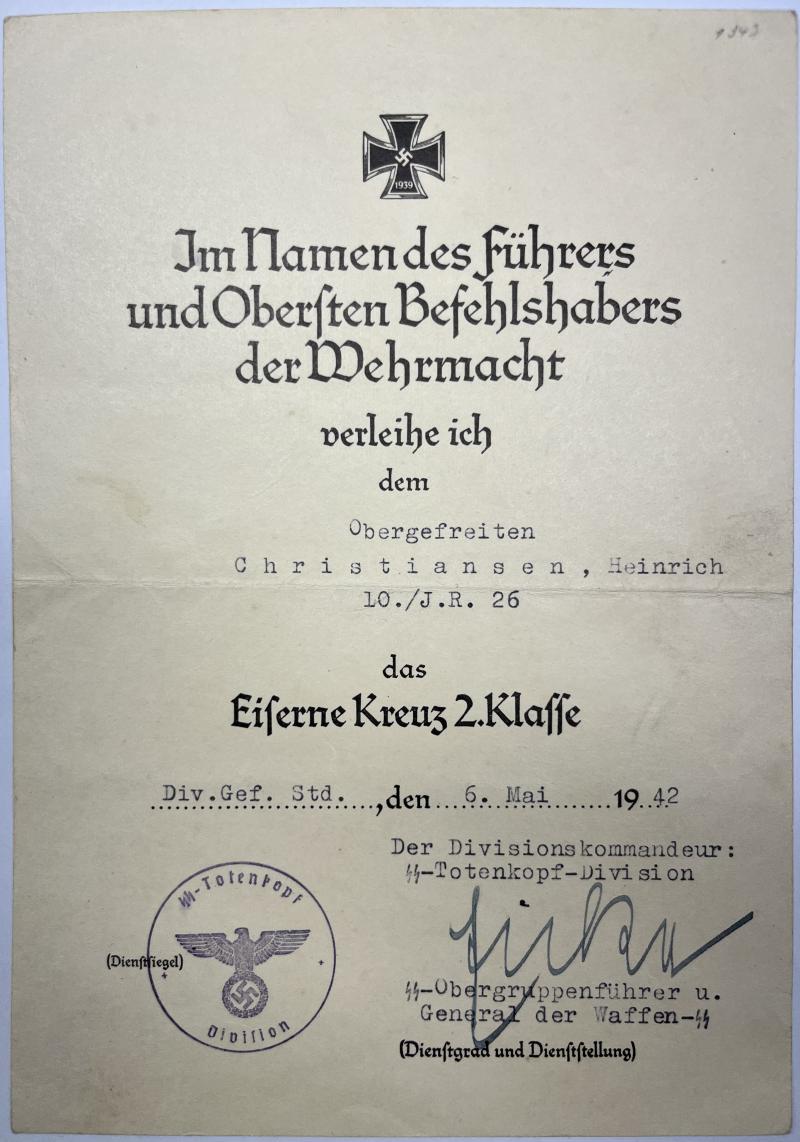 1943
1939
Im Namen des Führers
und Oberſten Befehlshabers
der Wehrmacht
verleihe ich
dem
Obergefreiten
Christiansen, Heinrich
10./J.R. 26
das
Eiſerne Kreuz 2.Klaſſe
Div.Gef. Std. , den 6. Mai 1942
Der Divisionskommandeur:
ᛋᛋ-Totenkopf-Division
ᛋᛋ-Totenkopf
(Dienſtſiegel)
Diviſion
ᛋᛋ-Obergruppenführer u.
General der Waffen-ᛋᛋ
(Dienſtgrad und Dienſtſtellung)